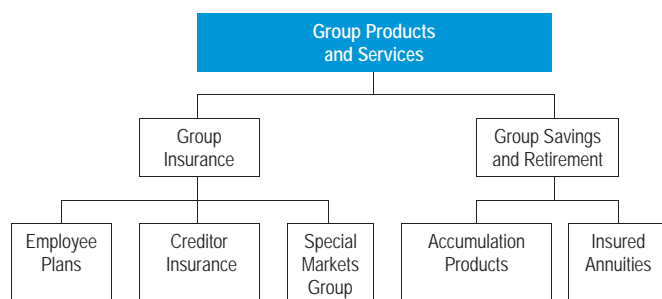 Group Products
and Services
Group
Insurance
Group Savings
and Retirement
Employee
Plans
Creditor
Insurance
Special
Markets
Group
Accumulation
Products
Insured
Annuities